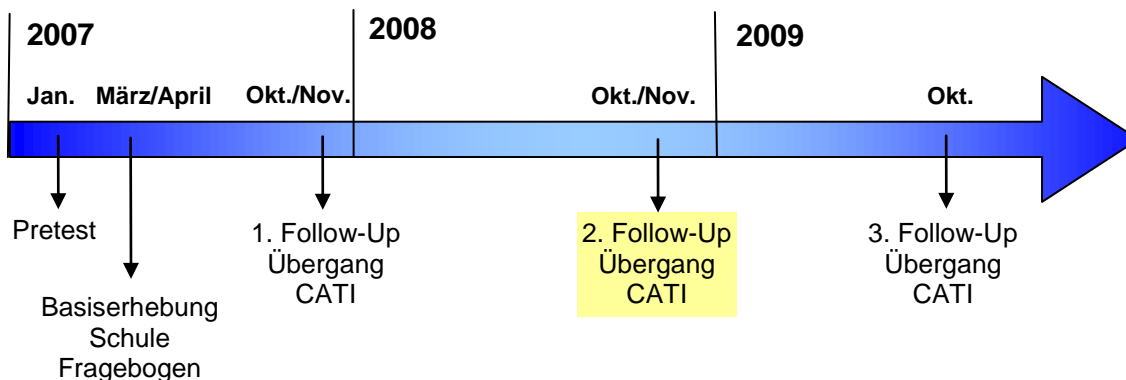 2007
2008
2009
Jan.
März/April
Okt./Nov.
Okt./Nov.
Okt.
Pretest
Basiserhebung
Schule
Fragebogen
1. Follow-Up
Übergang
CATI
2. Follow-Up
Übergang
CATI
3. Follow-Up
Übergang
CATI